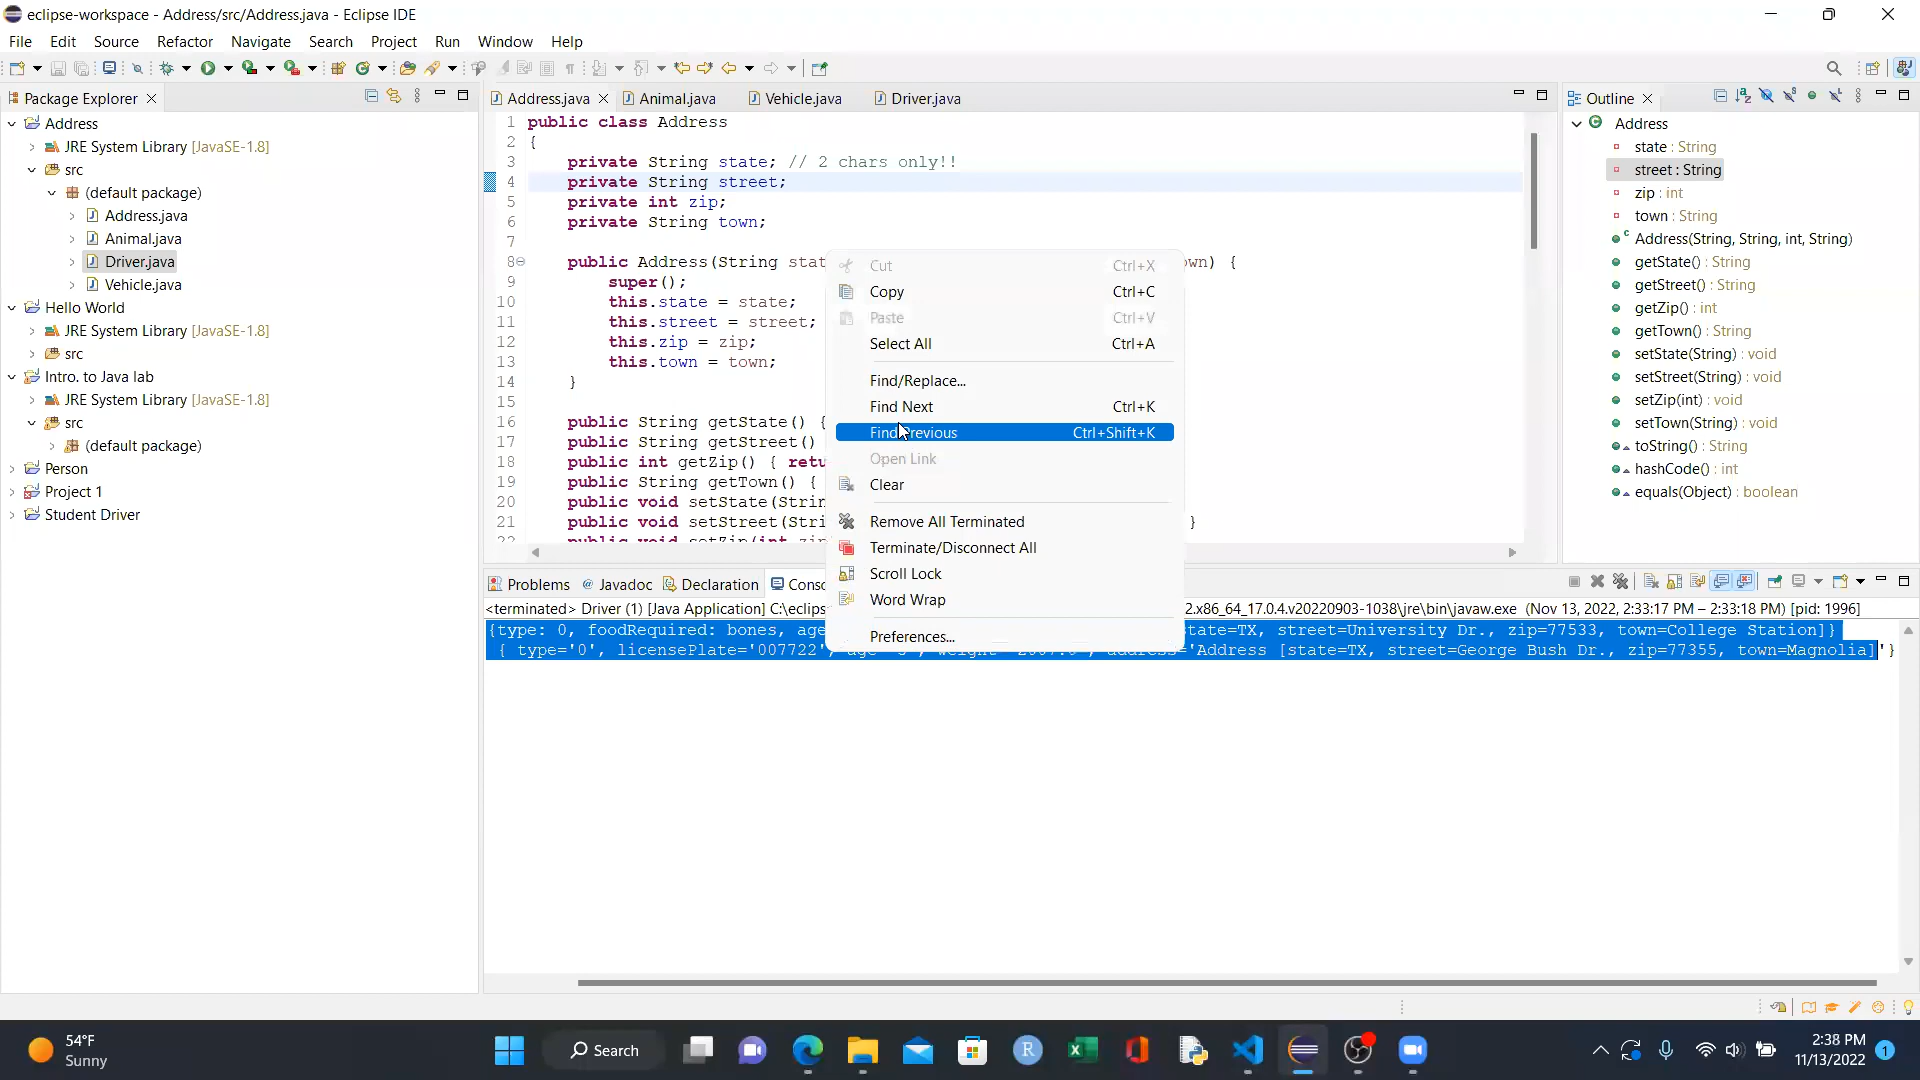 eclipse-workspace - Address/src/Address.java - Eclipse IDE
File Edit Source Refactor Navigate Search Project Run Window Help
Package Explorer
Address
JRE System Library [JavaSE-1.8]
src
(default package)
Address.java
Animal.java
Driver.java
Vehicle.java
Hello World
JRE System Library [JavaSE-1.8]
src
Intro. to Java lab
JRE System Library [JavaSE-1.8]
src
(default package)
Person
Project 1
Student Driver
Address.java Animal.java Vehicle.java Driver.java
1 public class Address
2 {
3 private String state; // 2 chars only!!
4 private String street;
5 private int zip;
6 private String town;
7
8 public Address(String stat own) {
9 super();
10 this.state = state;
11 this.street = street;
12 this.zip = zip;
13 this.town = town;
14 }
15
16 public String getState() {
17 public String getStreet()
18 public int getZip() { retu
19 public String getTown() {
20 public void setState(Strin
21 public void setStreet(Stri }
22 public void setZip(int zip
Cut Ctrl+X
Copy Ctrl+C
Paste Ctrl+V
Select All Ctrl+A
Find/Replace...
Find Next Ctrl+K
Find Previous Ctrl+Shift+K
Open Link
Clear
Remove All Terminated
Terminate/Disconnect All
Scroll Lock
Word Wrap
Preferences...
Outline
Address
state : String
street : String
zip : int
town : String
Address(String, String, int, String)
getState() : String
getStreet() : String
getZip() : int
getTown() : String
setState(String) : void
setStreet(String) : void
setZip(int) : void
setTown(String) : void
toString() : String
hashCode() : int
equals(Object) : boolean
Problems Javadoc Declaration Conso
<terminated> Driver (1) [Java Application] C:\eclips 2.x86_64_17.0.4.v20220903-1038\jre\bin\javaw.exe (Nov 13, 2022, 2:33:17 PM – 2:33:18 PM) [pid: 1996]
{type: 0, foodRequired: bones, age tate=TX, street=University Dr., zip=77533, town=College Station]}
{ type='0', licensePlate='007722', address='Address [state=TX, street=George Bush Dr., zip=77355, town=Magnolia]'}
54°F
Sunny
Search
2:38 PM
11/13/2022
1